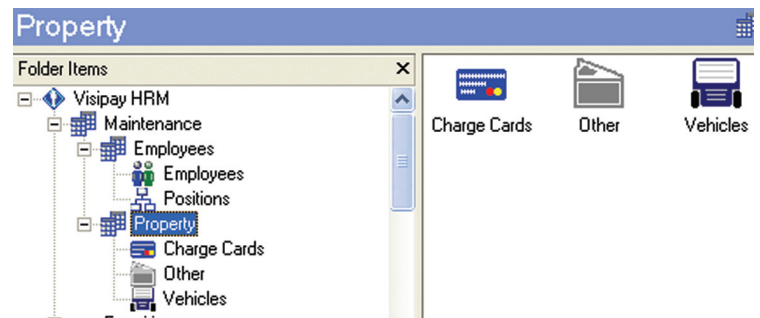 Property
Folder Items
Visipay HRM
Maintenance
Employees
Employees
Positions
Property
Charge Cards
Other
Vehicles
Charge Cards
Other
Vehicles